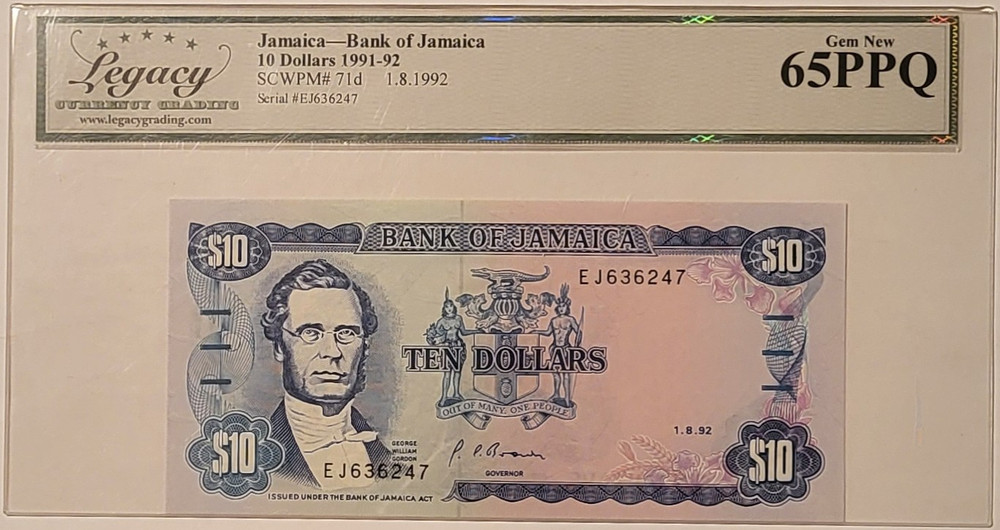 Legacy
CURRENCY GRADING
www.legacygrading.com
Jamaica—Bank of Jamaica
10 Dollars 1991-92
SCWPM# 71d 1.8.1992
Serial #EJ636247
Gem New
65PPQ
$10
BANK OF JAMAICA
$10
EJ636247
TEN DOLLARS
OUT OF MANY, ONE PEOPLE
1.8.92
GEORGE
WILLIAM
GORDON
$10
EJ636247
GOVERNOR
$10
ISSUED UNDER THE BANK OF JAMAICA ACT